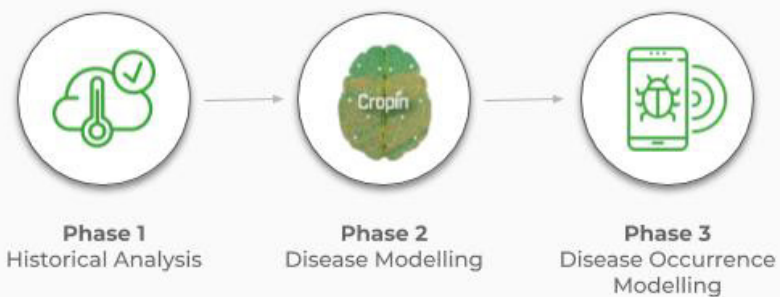 Cropin
Phase 1
Historical Analysis
Phase 2
Disease Modelling
Phase 3
Disease Occurrence
Modelling